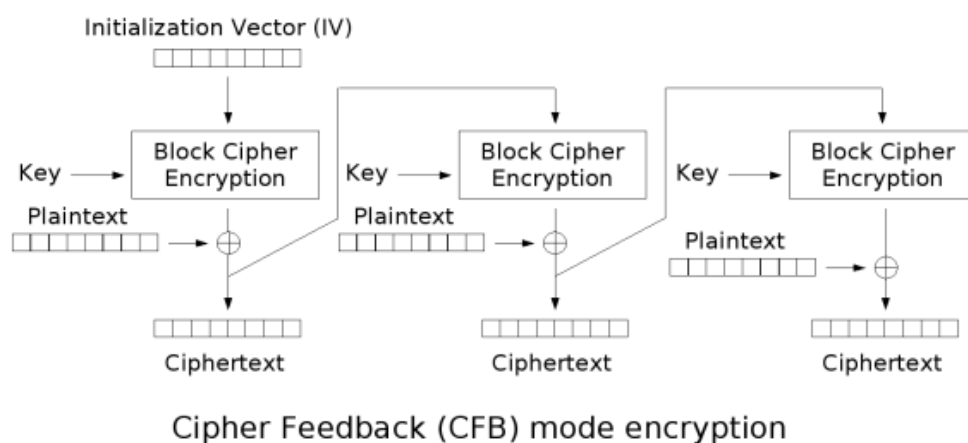 Initialization Vector (IV)
Block Cipher
Encryption
Block Cipher
Encryption
Block Cipher
Encryption
Key
Key
Key
Plaintext
Plaintext
Plaintext
Ciphertext
Ciphertext
Ciphertext
Cipher Feedback (CFB) mode encryption